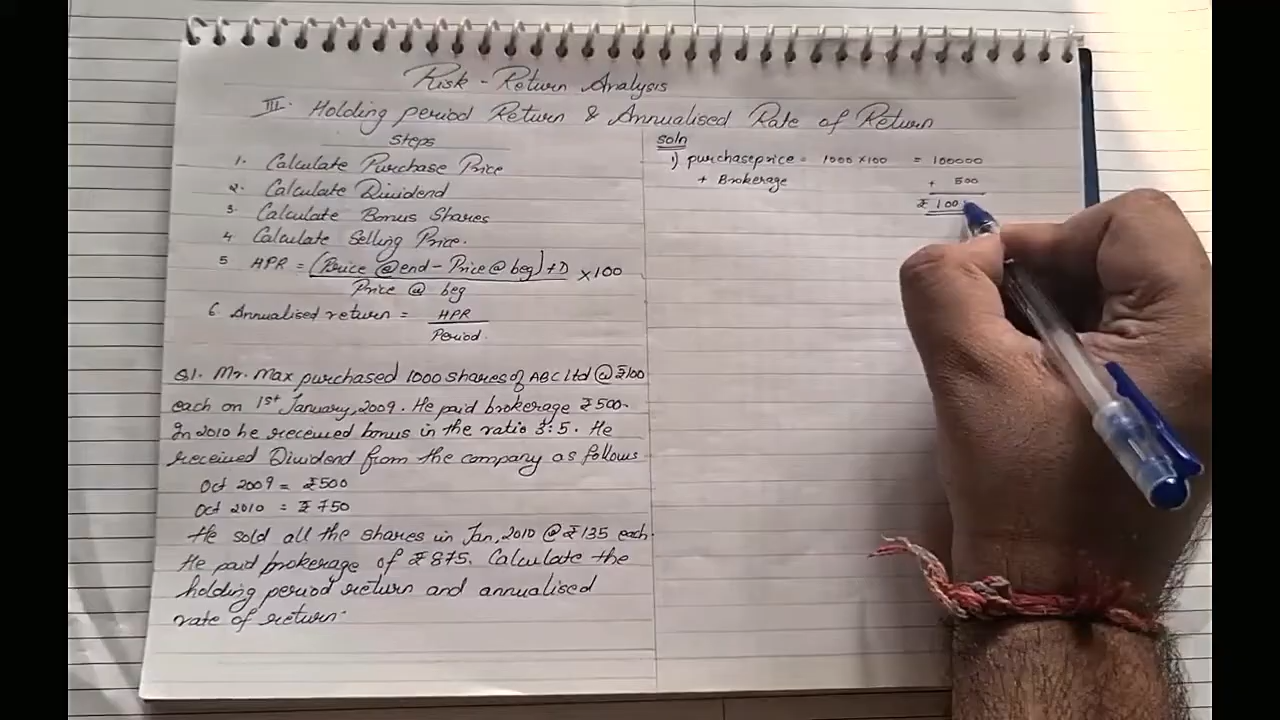 Risk - Return Analysis
III. Holding period Return & Annualised Rate of Return
Steps
1. Calculate Purchase Price
2. Calculate Dividend
3 Calculate Bonus Shares
4 Calculate Selling Price.
5 HPR = (Price @end - Price @ beg) + D × 100
Price @ beg
6. Annualised return = HPR
Period.
Q1. Mr. Max purchased 1000 shares of ABC ltd @ ₹100
each on 1st January, 2009. He paid brokerage ₹500.
In 2010 he received bonus in the ratio 3:5. He
received Dividend from the company as follows
Oct 2009 = ₹500
Oct 2010 = ₹750
He sold all the shares in Jan, 2010 @ ₹135 each.
He paid brokerage of ₹875. Calculate the
holding period return and annualised
rate of return.
soln
1) purchase price = 1000 × 100 = 100000
+ Brokerage + 500
₹ 100